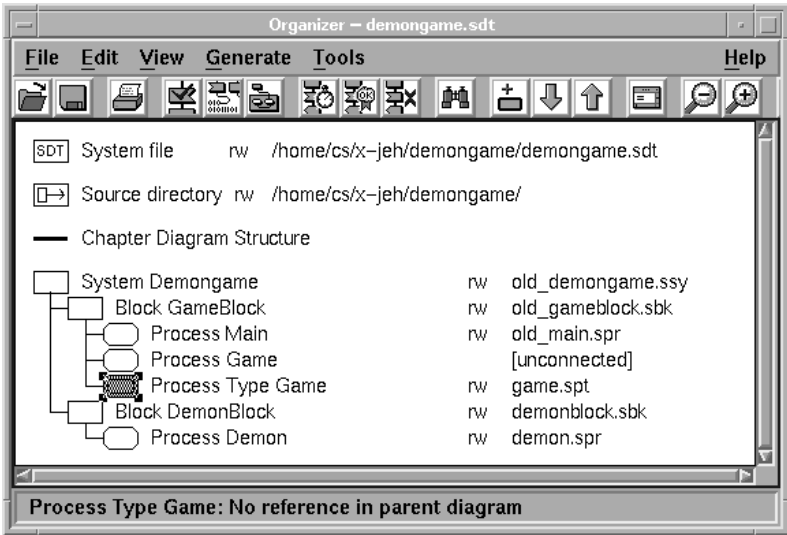 Organizer – demongame.sdt
File Edit View Generate Tools Help
SDT System file rw /home/cs/x–jeh/demongame/demongame.sdt
Source directory rw /home/cs/x–jeh/demongame/
Chapter Diagram Structure
System Demongame rw old_demongame.ssy
Block GameBlock rw old_gameblock.sbk
Process Main rw old_main.spr
Process Game [unconnected]
Process Type Game rw game.spt
Block DemonBlock rw demonblock.sbk
Process Demon rw demon.spr
Process Type Game: No reference in parent diagram